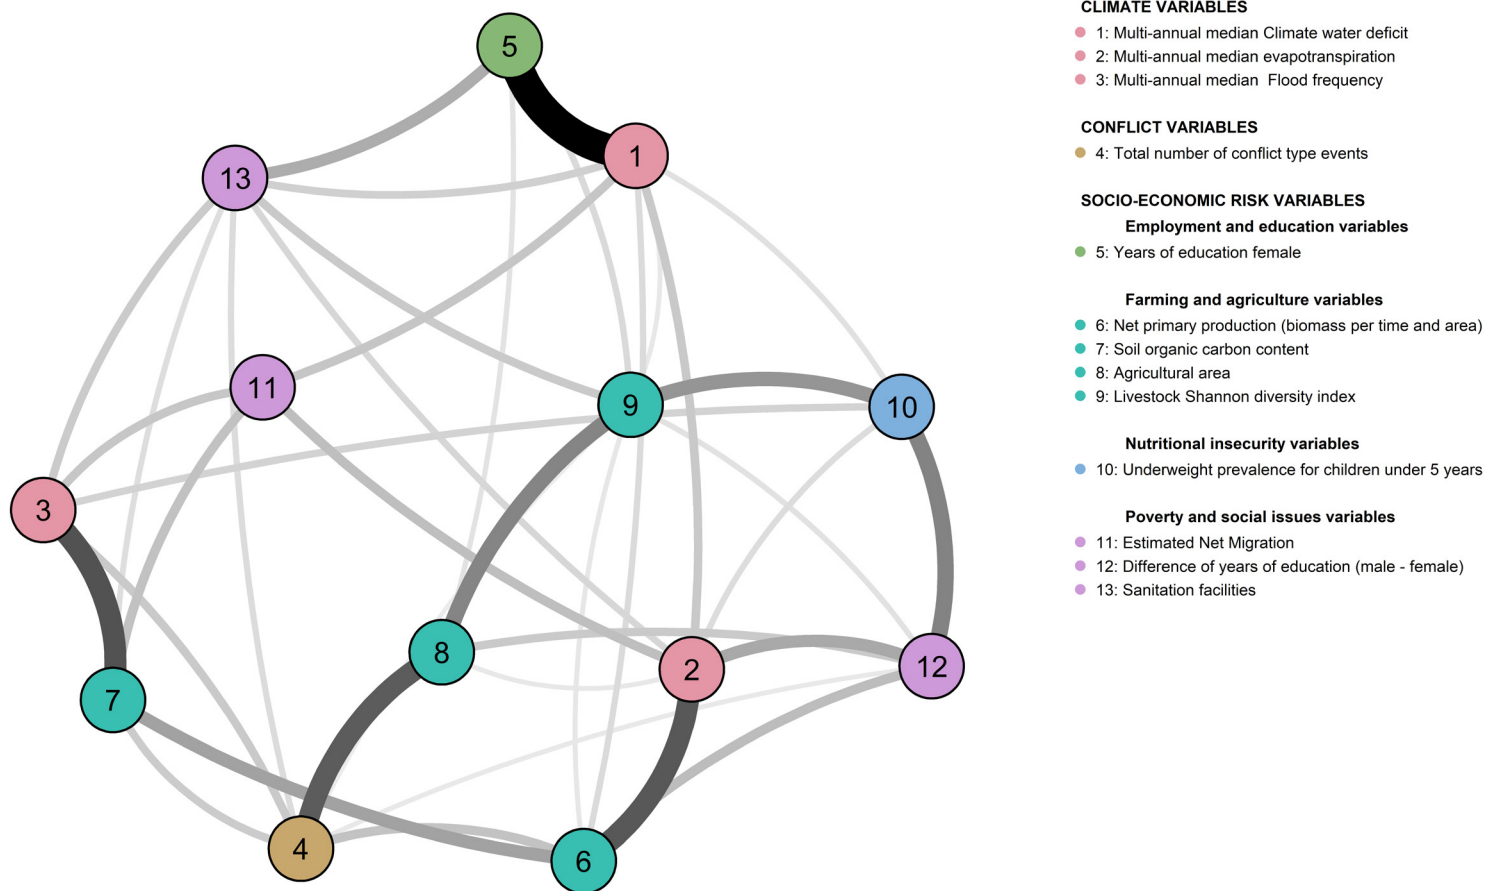 5
1
13
11
9
10
3
8
2
12
7
4
6
CLIMATE VARIABLES
1: Multi-annual median Climate water deficit
2: Multi-annual median evapotranspiration
3: Multi-annual median  Flood frequency
CONFLICT VARIABLES
4: Total number of conflict type events
SOCIO-ECONOMIC RISK VARIABLES
Employment and education variables
5: Years of education female
Farming and agriculture variables
6: Net primary production (biomass per time and area)
7: Soil organic carbon content
8: Agricultural area
9: Livestock Shannon diversity index
Nutritional insecurity variables
10: Underweight prevalence for children under 5 years
Poverty and social issues variables
11: Estimated Net Migration
12: Difference of years of education (male - female)
13: Sanitation facilities